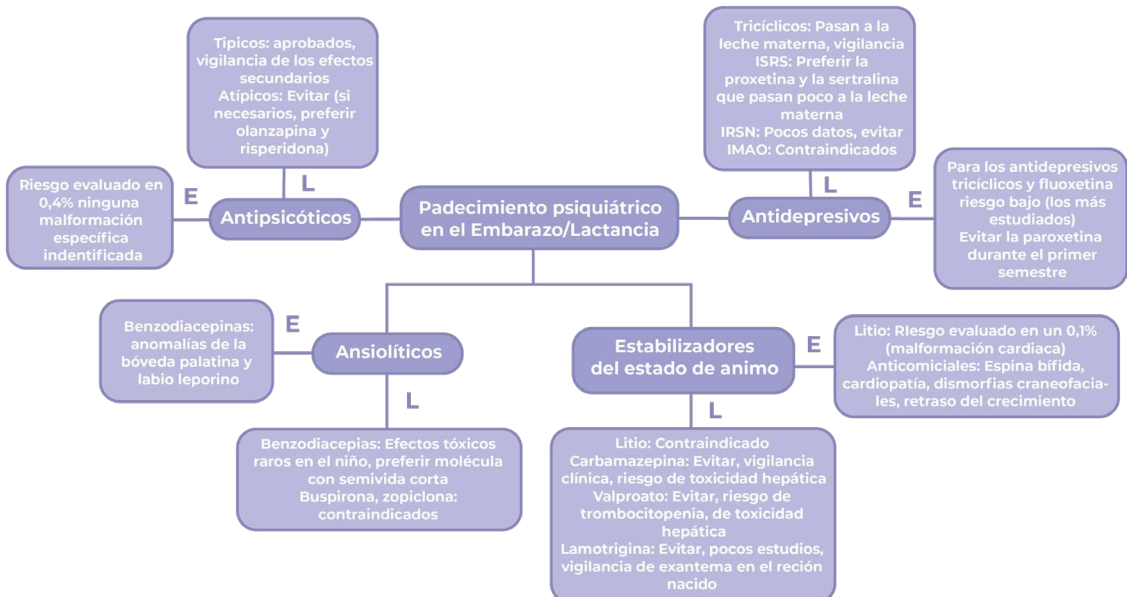 Tipicos: aprobados,
vigilancia de los efectos
secundarios
Atípicos: Evitar (si
necesarios, preferir
olanzapina y
risperidona)
Tricíclicos: Pasan a la
leche materna, vigilancia
ISRS: Preferir la
proxetina y la sertralina
que pasan poco a la leche
materna
IRSN: Pocos datos, evitar
IMAO: Contraindicados
Riesgo evaluado en
0,4% ninguna
malformación
específica
indentificada
E
L
Antipsicóticos
Padecimiento psiquiátrico
en el Embarazo/Lactancia
L
Antidepresivos
E
Para los antidepresivos
tricíclicos y fluoxetina
riesgo bajo (los más
estudiados)
Evitar la paroxetina
durante el primer
semestre
Benzodiacepinas:
anomalías de la
bóveda palatina y
labio leporino
E
Ansiolíticos
L
Benzodiacepias: Efectos tóxicos
raros en el niño, preferir molécula
con semivida corta
Buspirona, zopiclona:
contraindicados
Estabilizadores
del estado de animo
E
Litio: RIesgo evaluado en un 0,1%
(malformación cardiaca)
Anticomiciales: Espina bífida,
cardiopatía, dismorfias craneofacia-
les, retraso del crecimiento
L
Litio: Contraindicado
Carbamazepina: Evitar, vigilancia
clínica, riesgo de toxicidad hepática
Valproato: Evitar, riesgo de
trombocitopenia, de toxicidad
hepática
Lamotrigina: Evitar, pocos estudios,
vigilancia de exantema en el reción
nacido